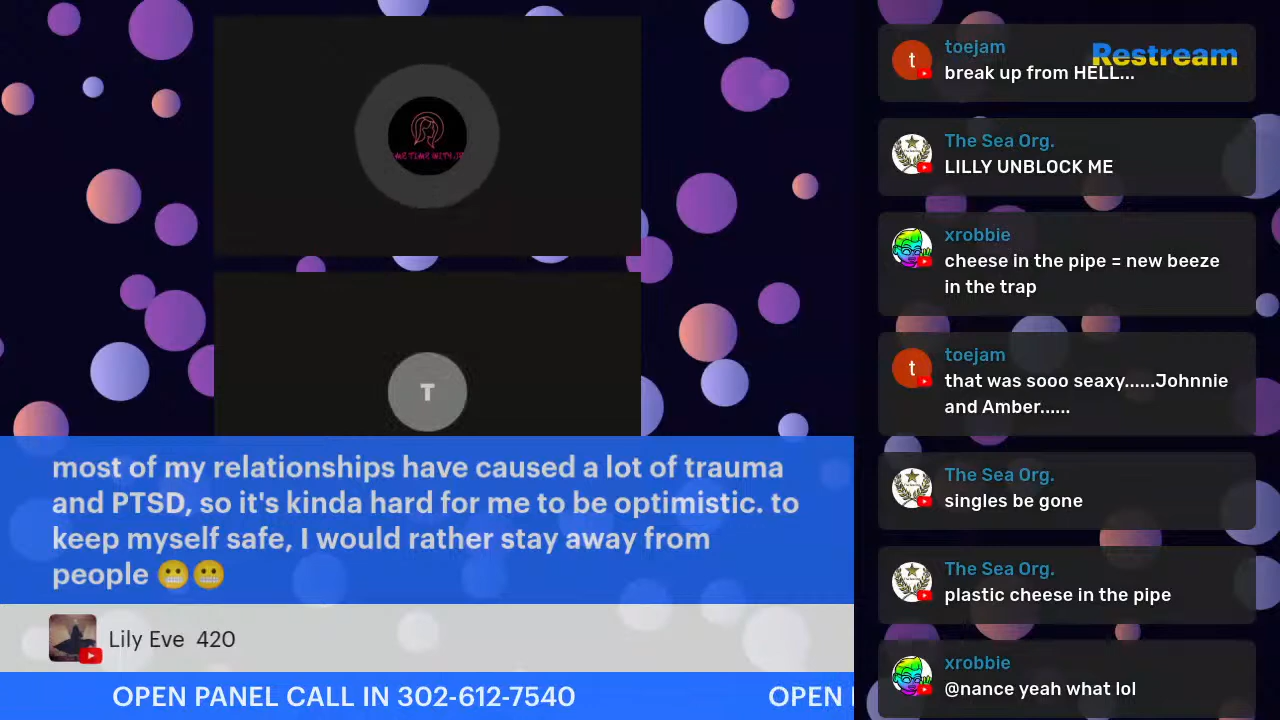 T
most of my relationships have caused a lot of trauma
and PTSD, so it's kinda hard for me to be optimistic. to
keep myself safe, I would rather stay away from
people 😬😬
Lily Eve 420
OPEN PANEL CALL IN 302-612-7540
OPEN
Restream
t
toejam
break up from HELL...
The Sea Org.
LILLY UNBLOCK ME
xrobbie
cheese in the pipe = new beeze
in the trap
t
toejam
that was sooo seaxy......Johnnie
and Amber......
The Sea Org.
singles be gone
The Sea Org.
plastic cheese in the pipe
xrobbie
@nance yeah what lol